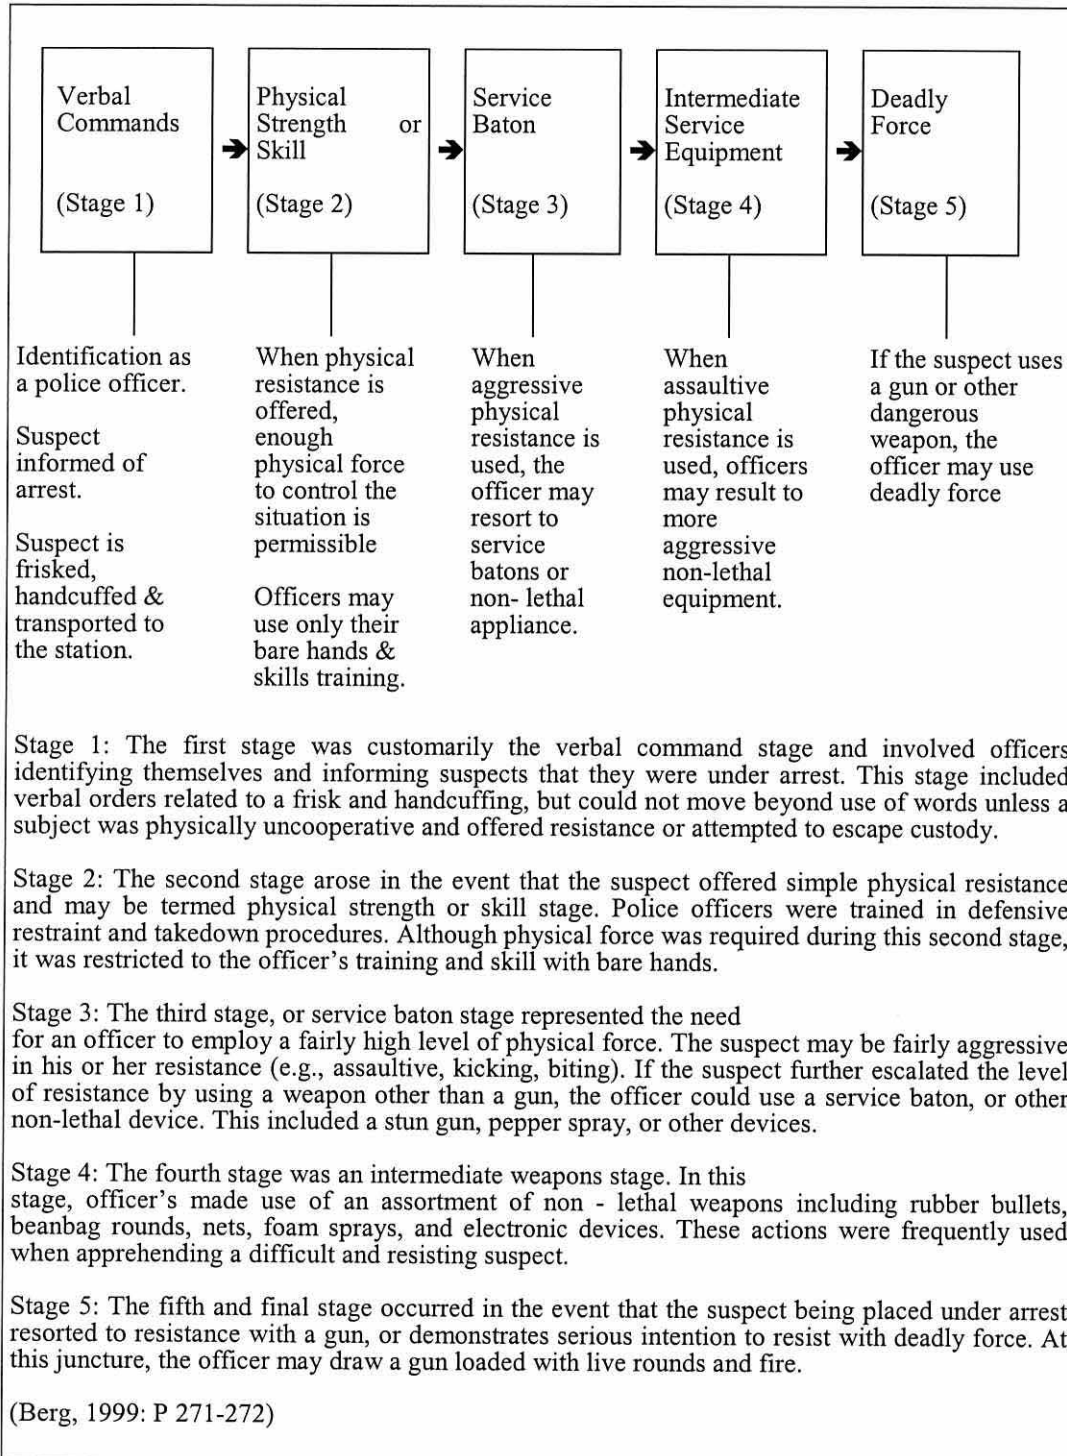 Verbal
Commands
(Stage 1)
Physical
Strength or
Skill
(Stage 2)
Service
Baton
(Stage 3)
Intermediate
Service
Equipment
(Stage 4)
Deadly
Force
(Stage 5)
Identification as
a police officer.
Suspect
informed of
arrest.
Suspect is
frisked,
handcuffed &
transported to
the station.
When physical
resistance is
offered,
enough
physical force
to control the
situation is
permissible
Officers may
use only their
bare hands &
skills training.
When
aggressive
physical
resistance is
used, the
officer may
resort to
service
batons or
non- lethal
appliance.
When
assaultive
physical
resistance is
used, officers
may result to
more
aggressive
non-lethal
equipment.
If the suspect uses
a gun or other
dangerous
weapon, the
officer may use
deadly force
Stage 1: The first stage was customarily the verbal command stage and involved officers
identifying themselves and informing suspects that they were under arrest. This stage included
verbal orders related to a frisk and handcuffing, but could not move beyond use of words unless a
subject was physically uncooperative and offered resistance or attempted to escape custody.
Stage 2: The second stage arose in the event that the suspect offered simple physical resistance
and may be termed physical strength or skill stage. Police officers were trained in defensive
restraint and takedown procedures. Although physical force was required during this second stage,
it was restricted to the officer's training and skill with bare hands.
Stage 3: The third stage, or service baton stage represented the need
for an officer to employ a fairly high level of physical force. The suspect may be fairly aggressive
in his or her resistance (e.g., assaultive, kicking, biting). If the suspect further escalated the level
of resistance by using a weapon other than a gun, the officer could use a service baton, or other
non-lethal device. This included a stun gun, pepper spray, or other devices.
Stage 4: The fourth stage was an intermediate weapons stage. In this
stage, officer's made use of an assortment of non - lethal weapons including rubber bullets,
beanbag rounds, nets, foam sprays, and electronic devices. These actions were frequently used
when apprehending a difficult and resisting suspect.
Stage 5: The fifth and final stage occurred in the event that the suspect being placed under arrest
resorted to resistance with a gun, or demonstrates serious intention to resist with deadly force. At
this juncture, the officer may draw a gun loaded with live rounds and fire.
(Berg, 1999: P 271-272)